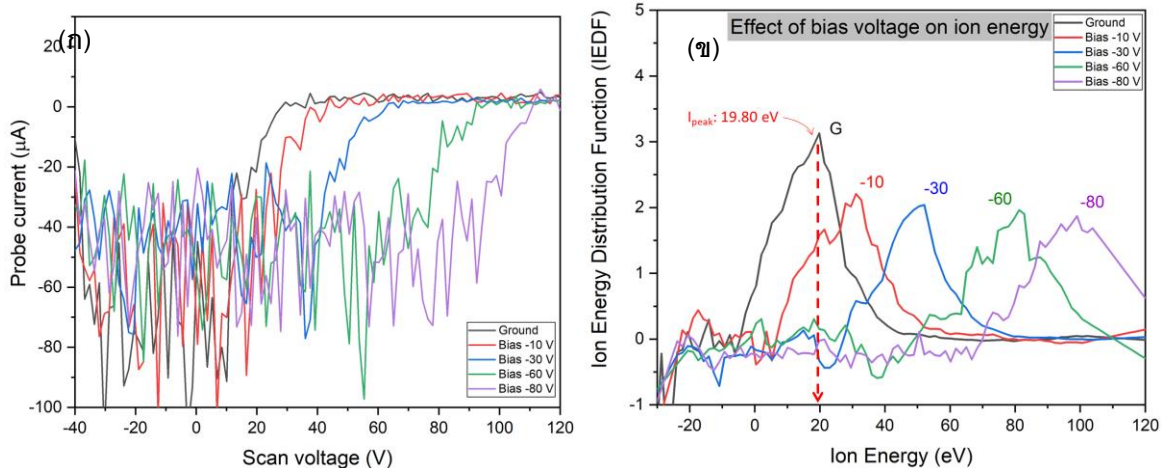 (ก)
20
0
-20
-40
-60
-80
-100
Probe current (μA)
-40 -20 0 20 40 60 80 100 120
Scan voltage (V)
Ground
Bias -10 V
Bias -30 V
Bias -60 V
Bias -80 V
(ข)
Effect of bias voltage on ion energy
Ground
Bias -10 V
Bias -30 V
Bias -60 V
Bias -80 V
5
4
3
2
1
0
-1
Ion Energy Distribution Function (IEDF)
Ipeak: 19.80 eV
G
-10
-30
-60
-80
-20 0 20 40 60 80 100 120
Ion Energy (eV)